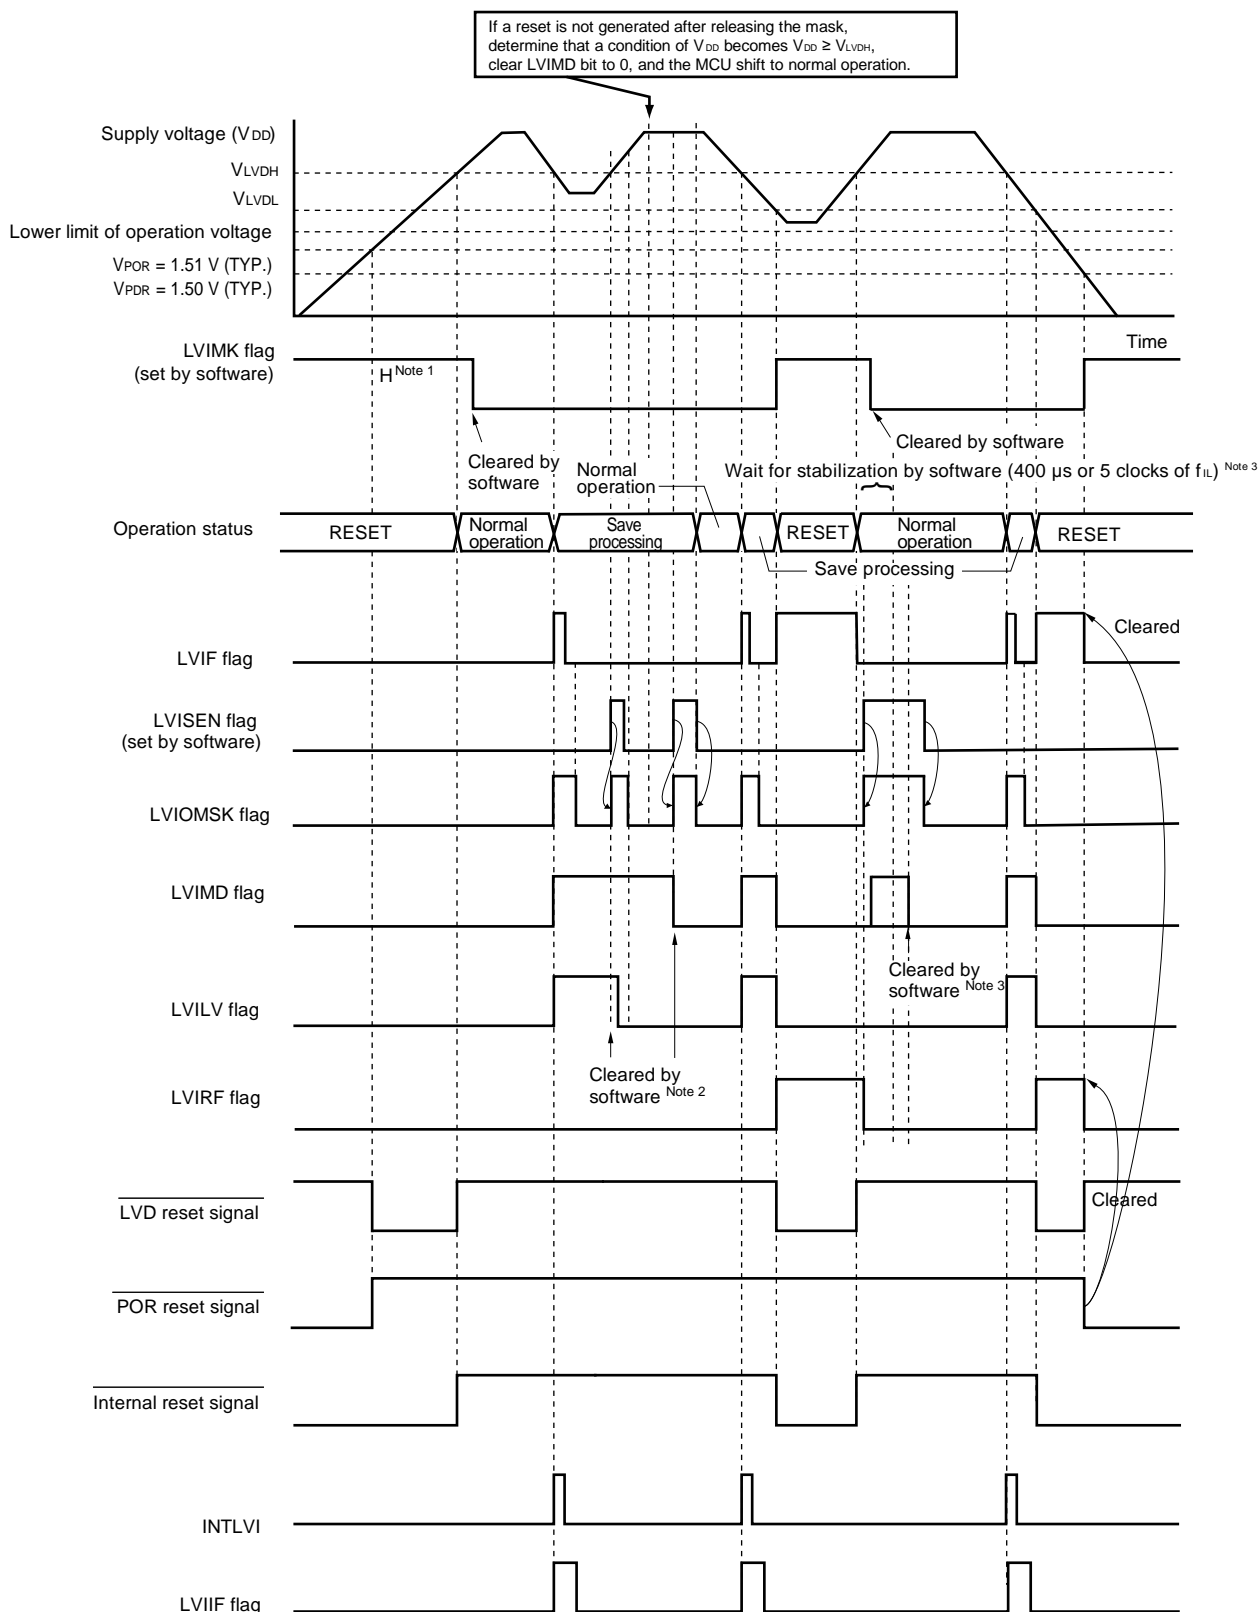 If a reset is not generated after releasing the mask,
determine that a condition of VDD becomes VDD ≥ VLVDH,
clear LVIMD bit to 0, and the MCU shift to normal operation.
Supply voltage (VDD)
VLVDH
VLVDL
Lower limit of operation voltage
VPOR = 1.51 V (TYP.)
VPDR = 1.50 V (TYP.)
Time
LVIMK flag
(set by software)
H Note 1
Cleared by
software
Cleared by software
Normal
operation
Wait for stabilization by software (400 µs or 5 clocks of fIL) Note 3
Operation status
RESET
Normal
operation
Save
processing
RESET
Normal
operation
RESET
Save processing
Cleared
LVIF flag
LVISEN flag
(set by software)
LVIOMSK flag
LVIMD flag
Cleared by
software Note 3
LVILV flag
Cleared by
software Note 2
LVIRF flag
LVD reset signal
Cleared
POR reset signal
Internal reset signal
INTLVI
LVIIF flag